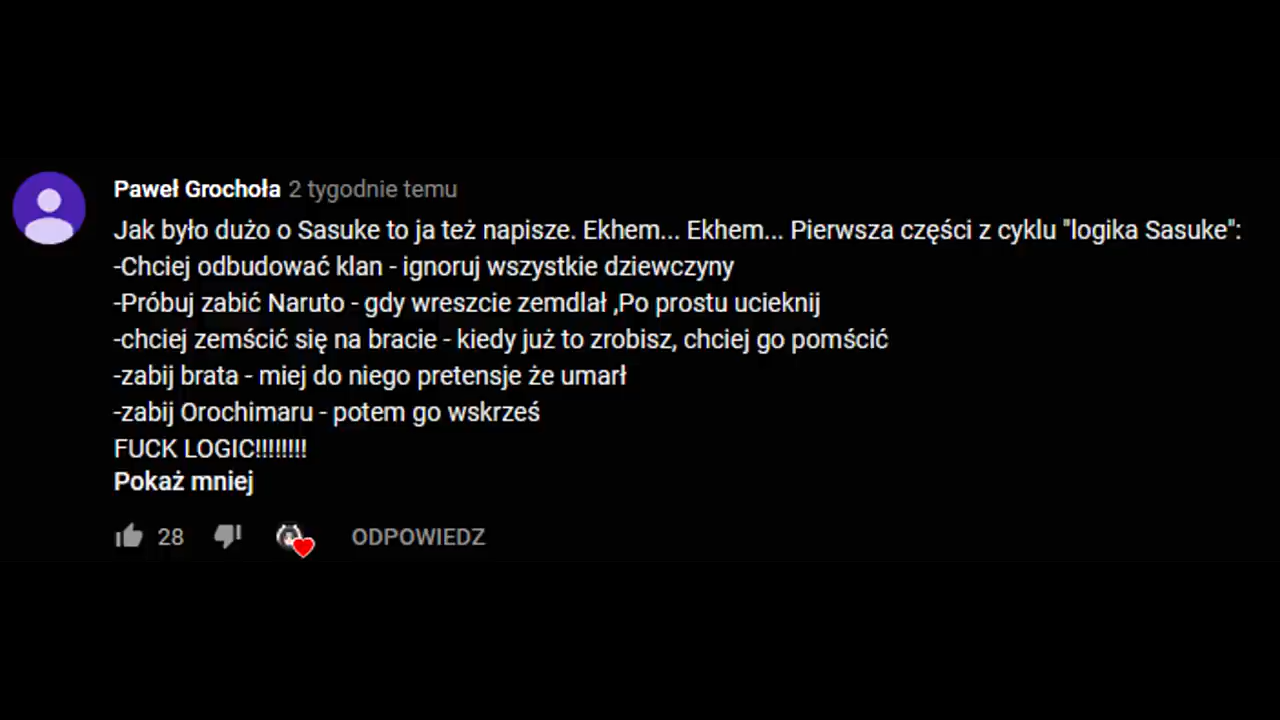 Paweł Grochoła 2 tygodnie temu
Jak było dużo o Sasuke to ja też napisze. Ekhem... Ekhem... Pierwsza części z cyklu "logika Sasuke":
-Chciej odbudować klan - ignoruj wszystkie dziewczyny
-Próbuj zabić Naruto - gdy wreszcie zemdlał ,Po prostu ucieknij
-chciej zemścić się na bracie - kiedy już to zrobisz, chciej go pomścić
-zabij brata - miej do niego pretensje że umarł
-zabij Orochimaru - potem go wskrześ
FUCK LOGIC!!!!!!!!
Pokaż mniej
28 ODPOWIEDZ